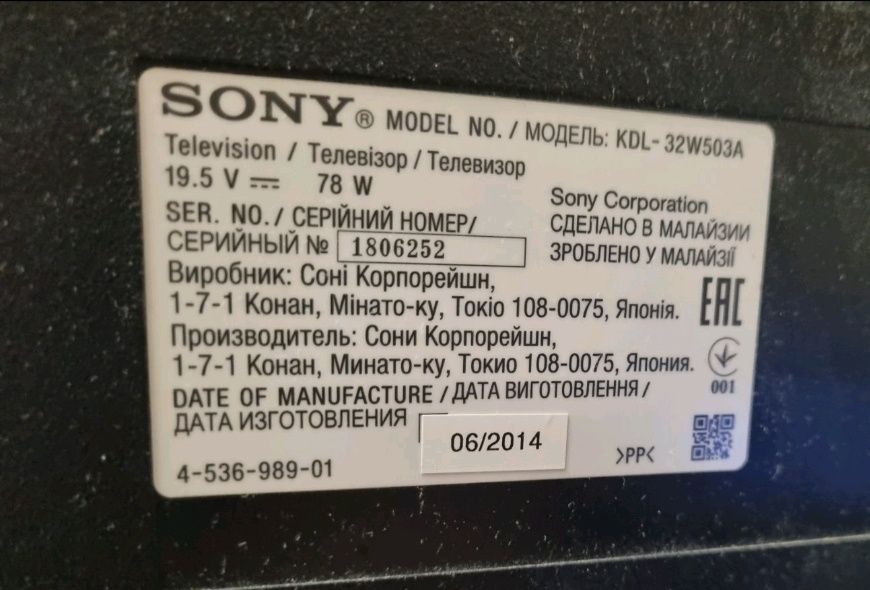 SONY® MODEL NO. / МОДЕЛЬ: KDL-32W503A
Television / Телевізор / Телевизор
19.5 V ⎓ 78 W
Sony Corporation
SER. NO. / СЕРІЙНИЙ НОМЕР/
СДЕЛАНО В МАЛАЙЗИИ
СЕРИЙНЫЙ № 1806252
ЗРОБЛЕНО У МАЛАЙЗІЇ
Виробник: Соні Корпорейшн,
1-7-1 Конан, Мінато-ку, Токіо 108-0075, Японія.
EAC
Производитель: Сони Корпорейшн,
1-7-1 Конан, Минато-ку, Токио 108-0075, Япония.
001
DATE OF MANUFACTURE / ДАТА ВИГОТОВЛЕННЯ /
ДАТА ИЗГОТОВЛЕНИЯ 06/2014
>PP<
4-536-989-01